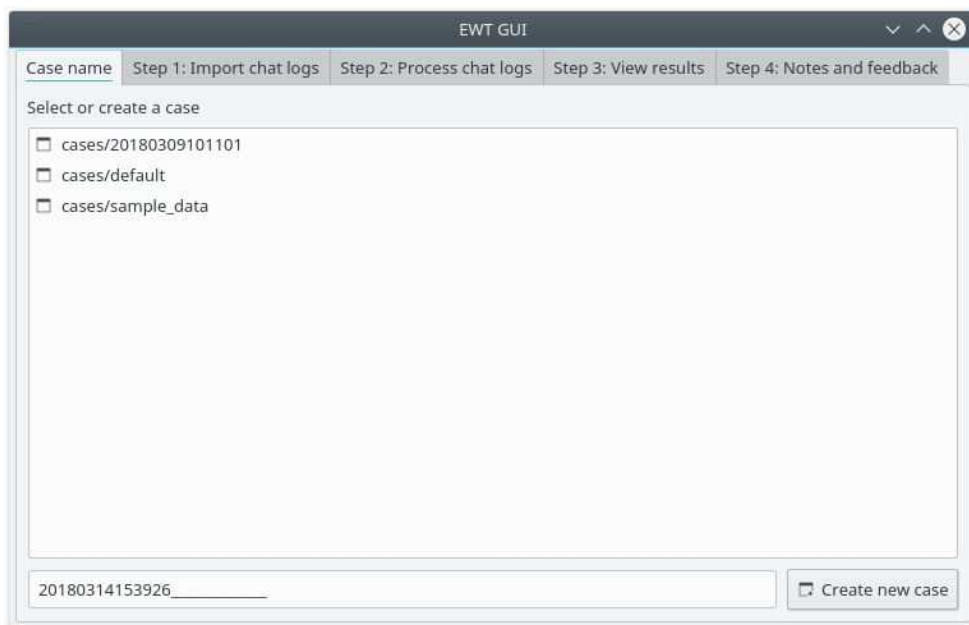 EWT GUI
Case name Step 1: Import chat logs Step 2: Process chat logs Step 3: View results Step 4: Notes and feedback
Select or create a case
cases/20180309101101
cases/default
cases/sample_data
20180314153926____________ Create new case